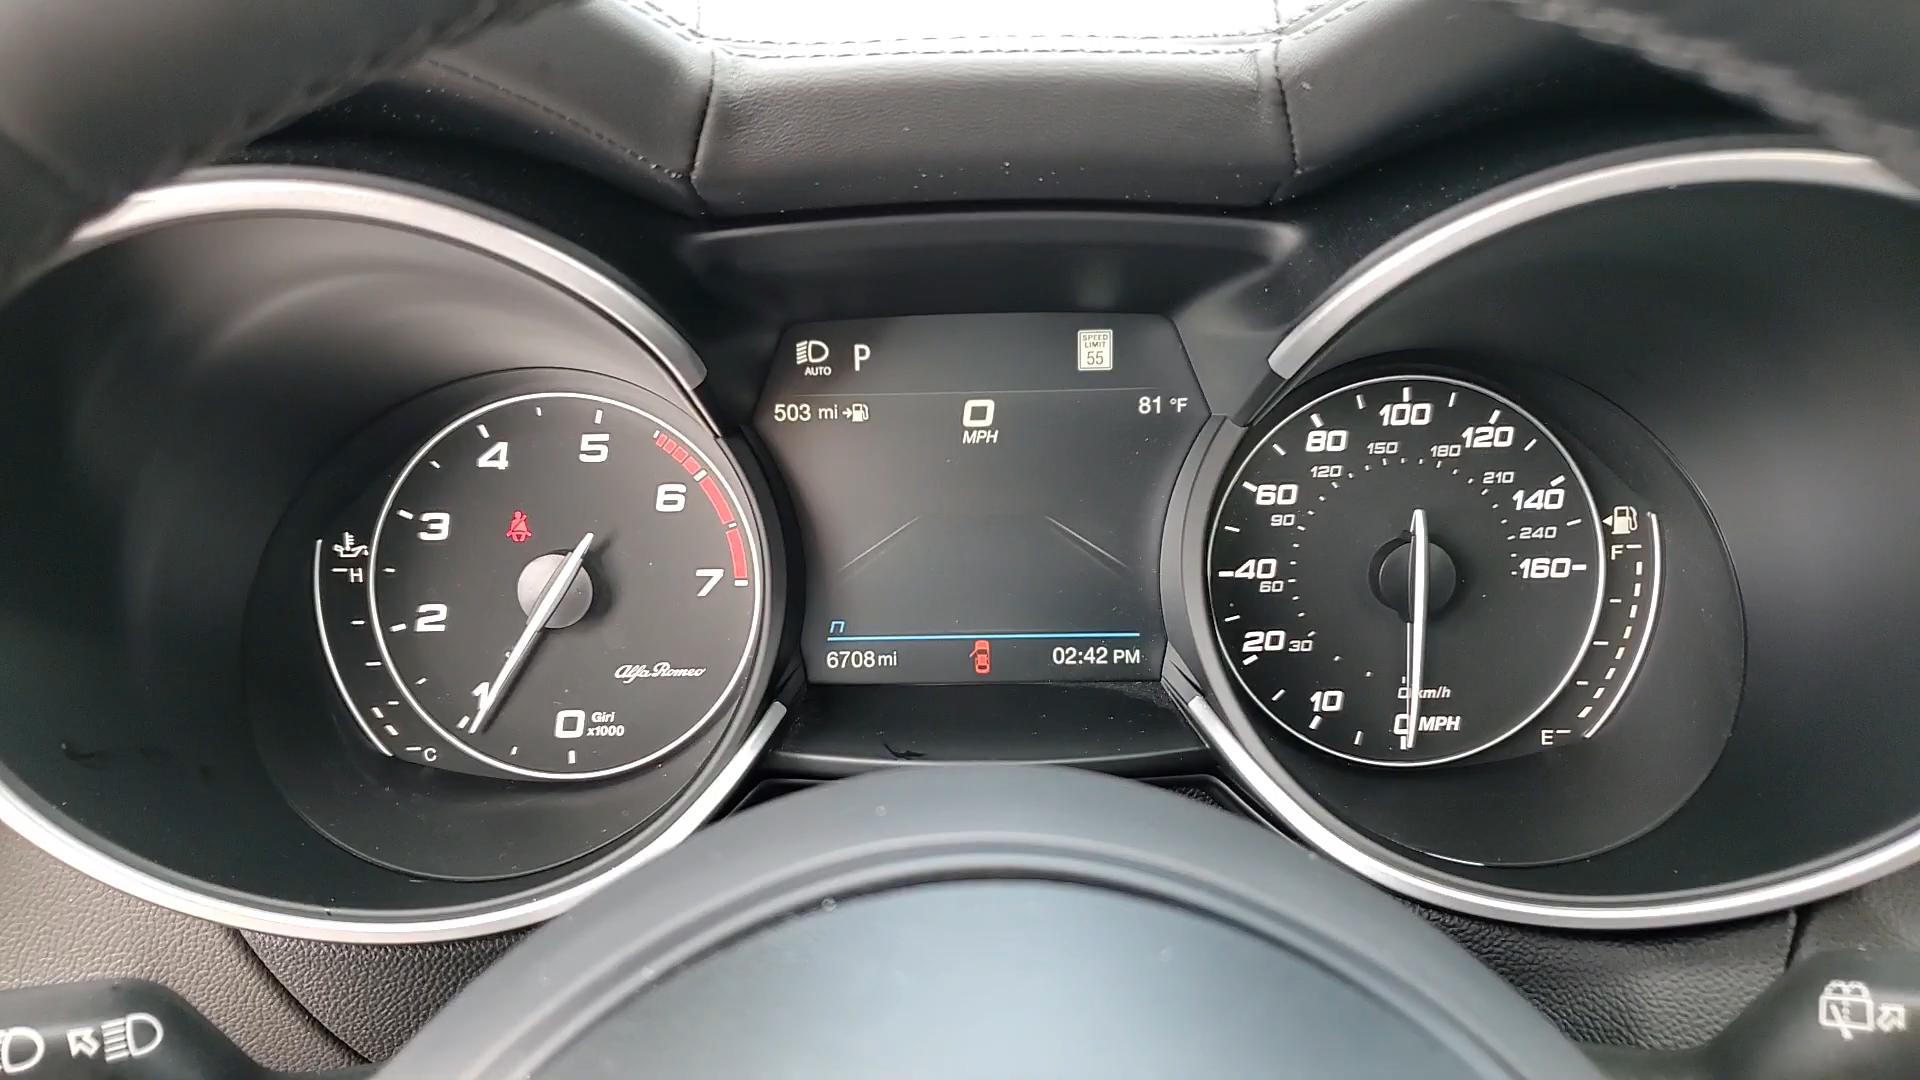 4 5
3 6
2 7
1
H
C
Alfa Romeo
0 Giri
x1000
AUTO P
SPEED
LIMIT
55
503 mi
0
MPH
81 °F
n
6708 mi
02:42 PM
100
80 120
60 140
40 160
20
10
0 MPH
150 180
120 210
90 240
60
30
0 km/h
F
E